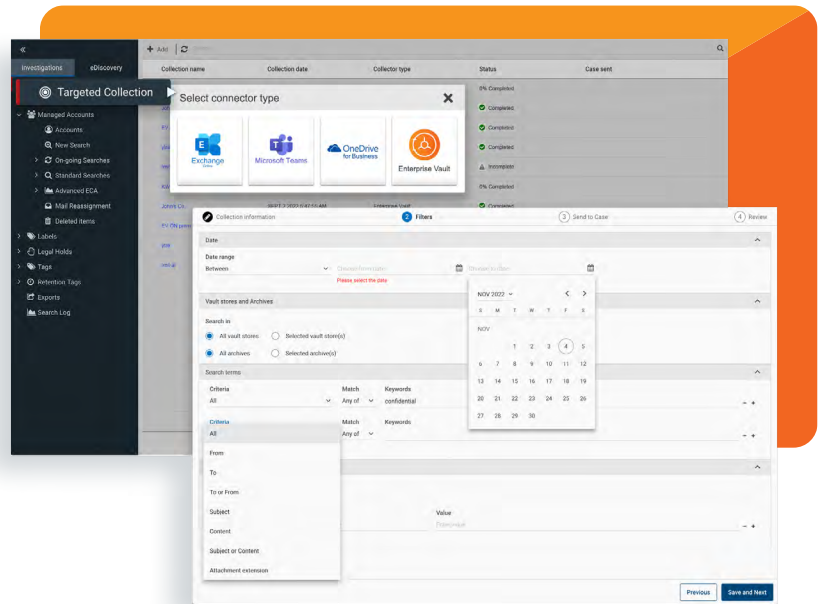 + Add
Investigations eDiscovery
Collection name Collection date Collector type Status Case sent
Targeted Collection
Select connector type
0% Completed
Completed
Completed
Completed
Incomplete
0% Completed
Completed
Managed Accounts
Accounts
New Search
On-going Searches
Standard Searches
Advanced ECA
Mail Reassignment
Deleted Items
Labels
Legal Holds
Tags
Retention Tags
Exports
Search Log
Exchange
Online
Microsoft Teams
OneDrive
for Business
Enterprise Vault
Collection information
2 Filters
3 Send to Case
4 Review
Date
Date range
Between
Please select the date
NOV 2022
S M T W T F S
NOV
1 2 3 4 5
6 7 8 9 10 11 12
13 14 15 16 17 18 19
20 21 22 23 24 25 26
27 28 29 30
Vault stores and Archives
Search in
All vault stores Selected vault store(s)
All archives Selected archive(s)
Search terms
Criteria Match Keywords
All Any of confidential
Criteria Match Keywords
All Any of
From
To
To or From
Subject
Content
Subject or Content
Attachment extension
Value
Previous Save and Next